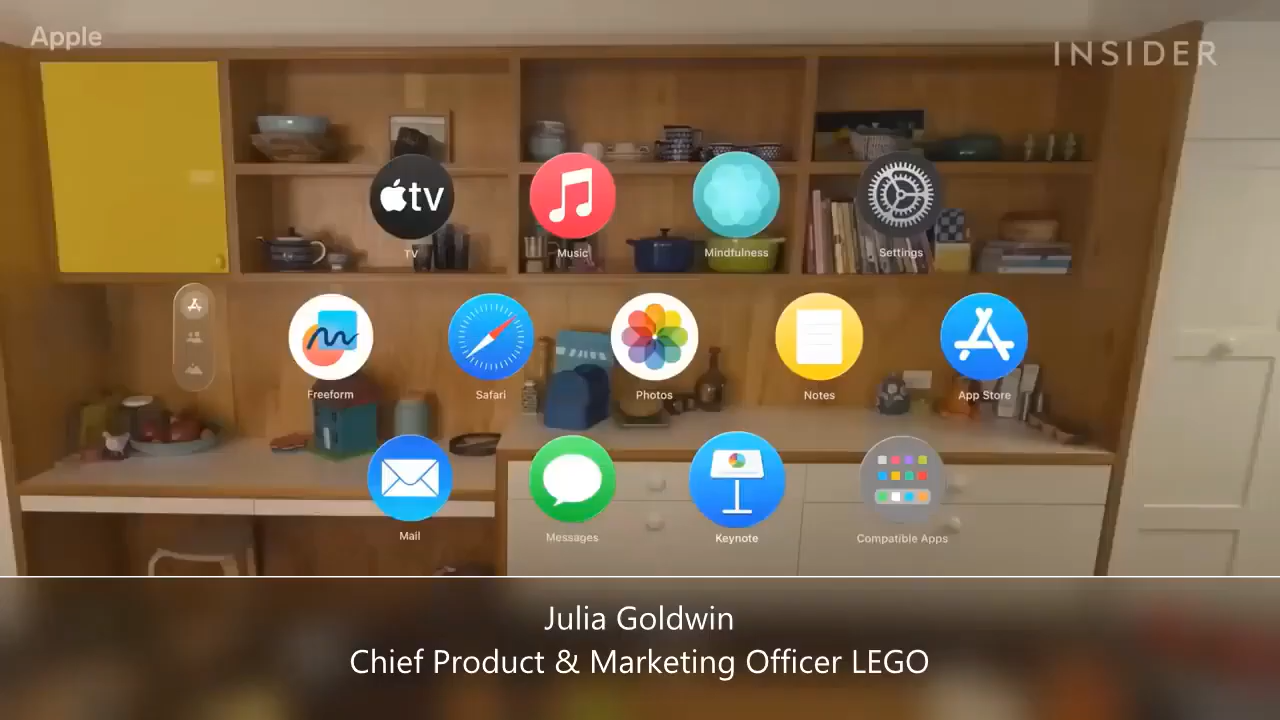 Apple
INSIDER
tv
TV
Music
Mindfulness
Settings
Freeform
Safari
Photos
Notes
App Store
Mail
Messages
Keynote
Compatible Apps
Julia Goldwin
Chief Product & Marketing Officer LEGO